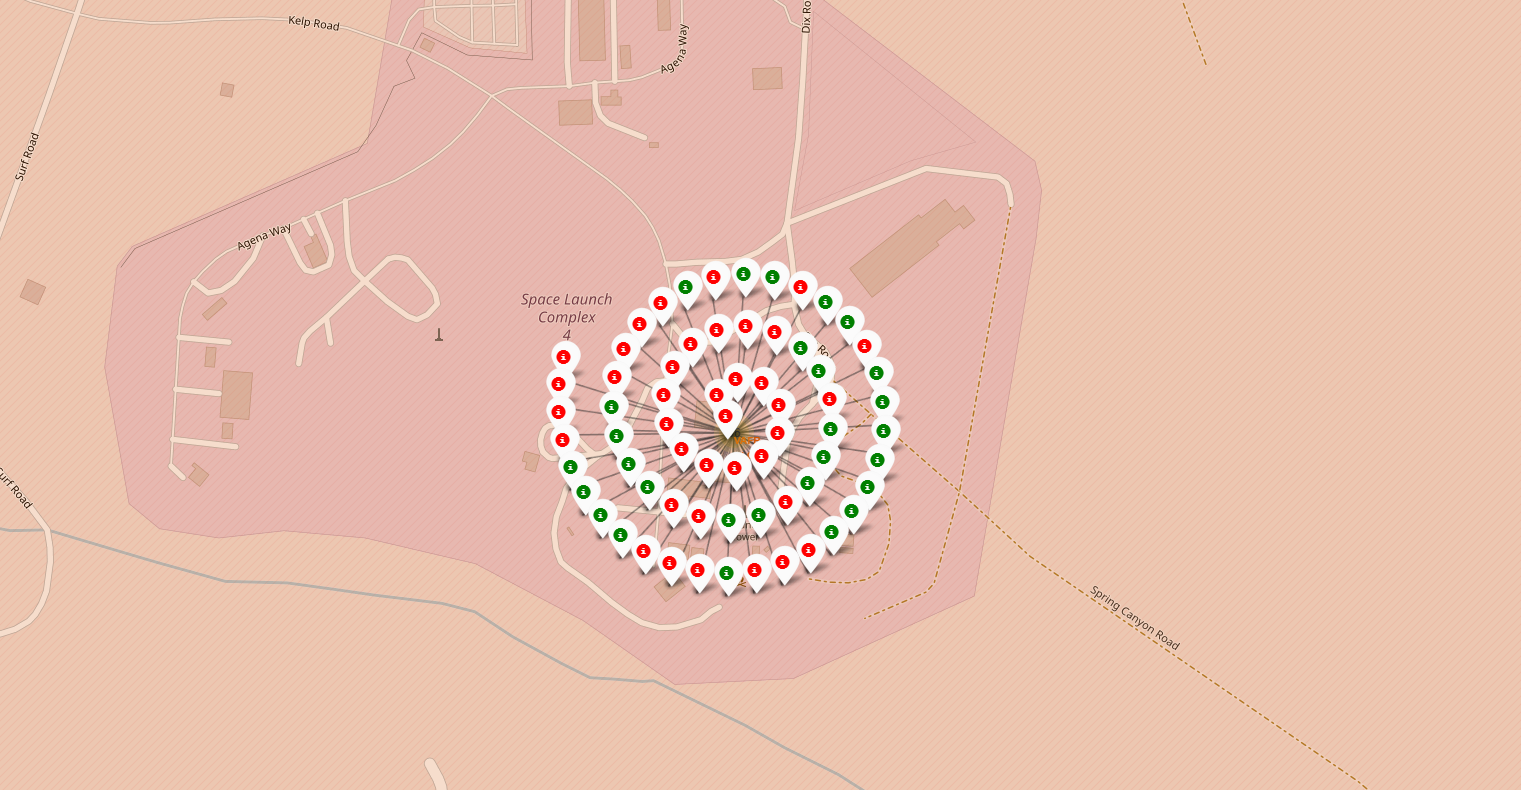 Kelp Road
Agena Way
Dix Ro
Surf Road
Agena Way
Space Launch
Complex
4
Surf Road
Spring Canyon Road